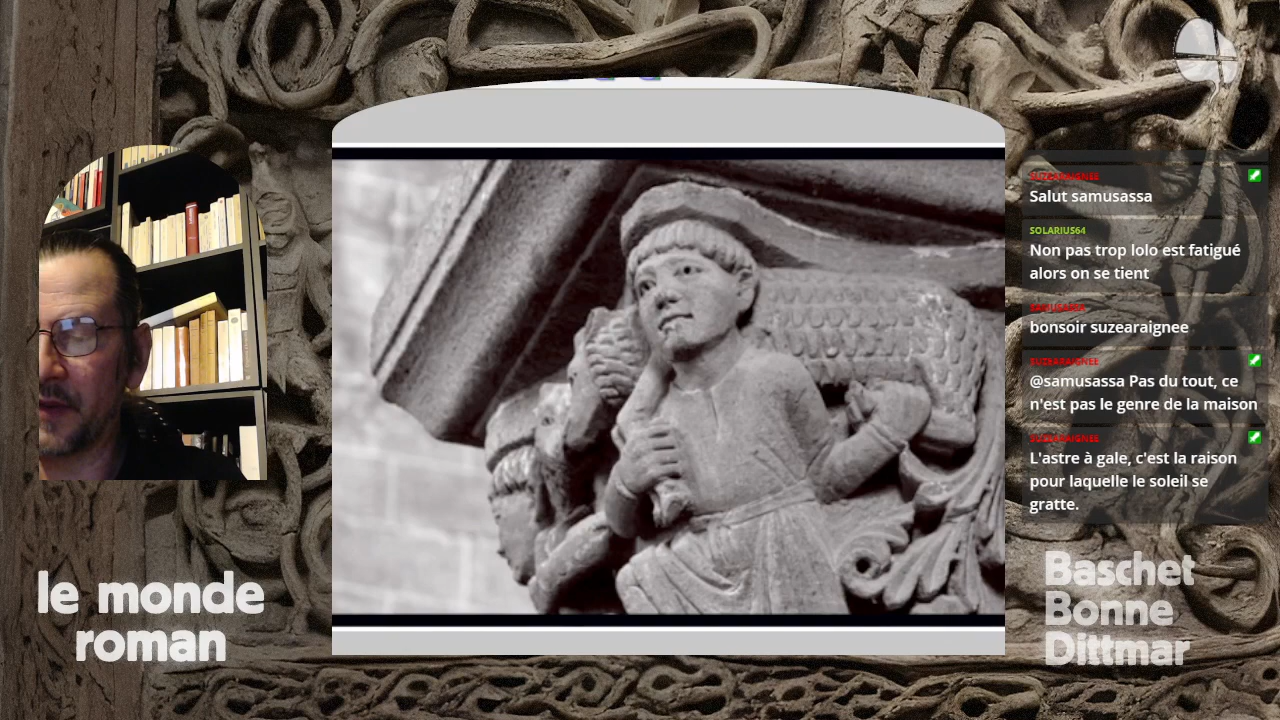 SUZEARAIGNEE
Salut samusassa
SOLARIUS64
Non pas trop lolo est fatigué
alors on se tient
SAMUSASSA
bonsoir suzearaignee
SUZEARAIGNEE
@samusassa Pas du tout, ce
n'est pas le genre de la maison
SUZEARAIGNEE
L'astre à gale, c'est la raison
pour laquelle le soleil se
gratte.
le monde
roman
Baschet
Bonne
Dittmar